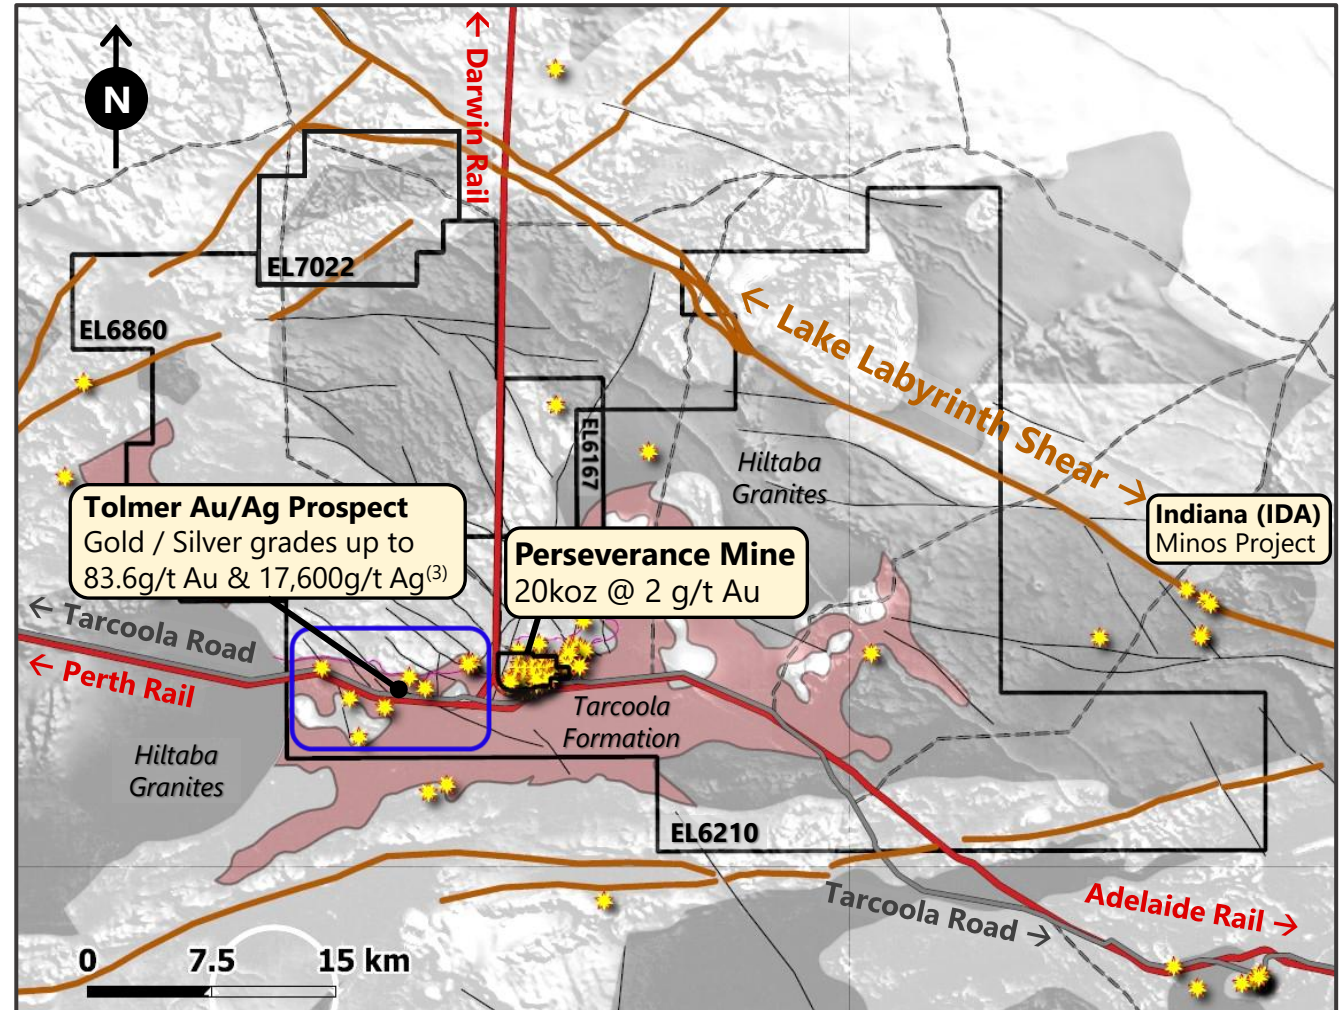 N
← Darwin Rail
EL7022
EL6860
← Lake Labyrinth Shear →
EL6167
Hiltaba
Granites
Tolmer Au/Ag Prospect
Gold / Silver grades up to
83.6g/t Au & 17,600g/t Ag(3)
Perseverance Mine
20koz @ 2 g/t Au
Indiana (IDA)
Minos Project
← Tarcoola Road
← Perth Rail
Tarcoola
Formation
Hiltaba
Granites
EL6210
Tarcoola Road →
Adelaide Rail →
0 7.5 15 km